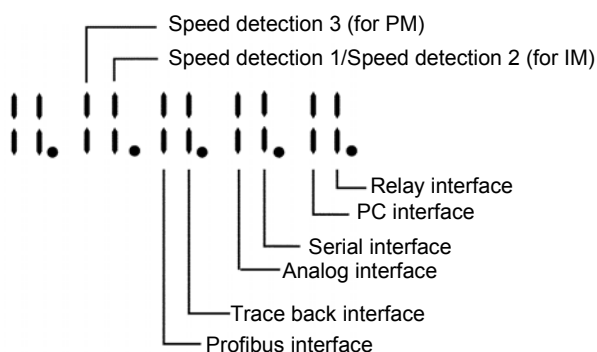 Speed detection 3 (for PM)
Speed detection 1/Speed detection 2 (for IM)
Relay interface
PC interface
Serial interface
Analog interface
Trace back interface
Profibus interface